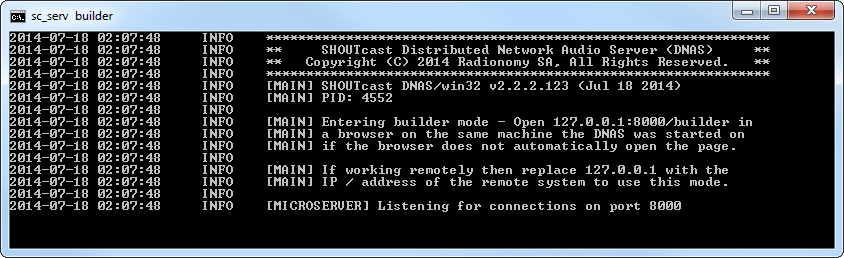 sc_serv builder
2014-07-18 02:07:48 INFO ****************************************************************
2014-07-18 02:07:48 INFO ** SHOUTcast Distributed Network Audio Server (DNAS) **
2014-07-18 02:07:48 INFO ** Copyright (C) 2014 Radionomy SA, All Rights Reserved. **
2014-07-18 02:07:48 INFO ****************************************************************
2014-07-18 02:07:48 INFO [MAIN] SHOUTcast DNAS/win32 v2.2.2.123 (Jul 18 2014)
2014-07-18 02:07:48 INFO [MAIN] PID: 4552
2014-07-18 02:07:48 INFO
2014-07-18 02:07:48 INFO [MAIN] Entering builder mode - Open 127.0.0.1:8000/builder in
2014-07-18 02:07:48 INFO [MAIN] a browser on the same machine the DNAS was started on
2014-07-18 02:07:48 INFO [MAIN] if the browser does not automatically open the page.
2014-07-18 02:07:48 INFO
2014-07-18 02:07:48 INFO [MAIN] If working remotely then replace 127.0.0.1 with the
2014-07-18 02:07:48 INFO [MAIN] IP / address of the remote system to use this mode.
2014-07-18 02:07:48 INFO
2014-07-18 02:07:48 INFO [MICROSERVER] Listening for connections on port 8000